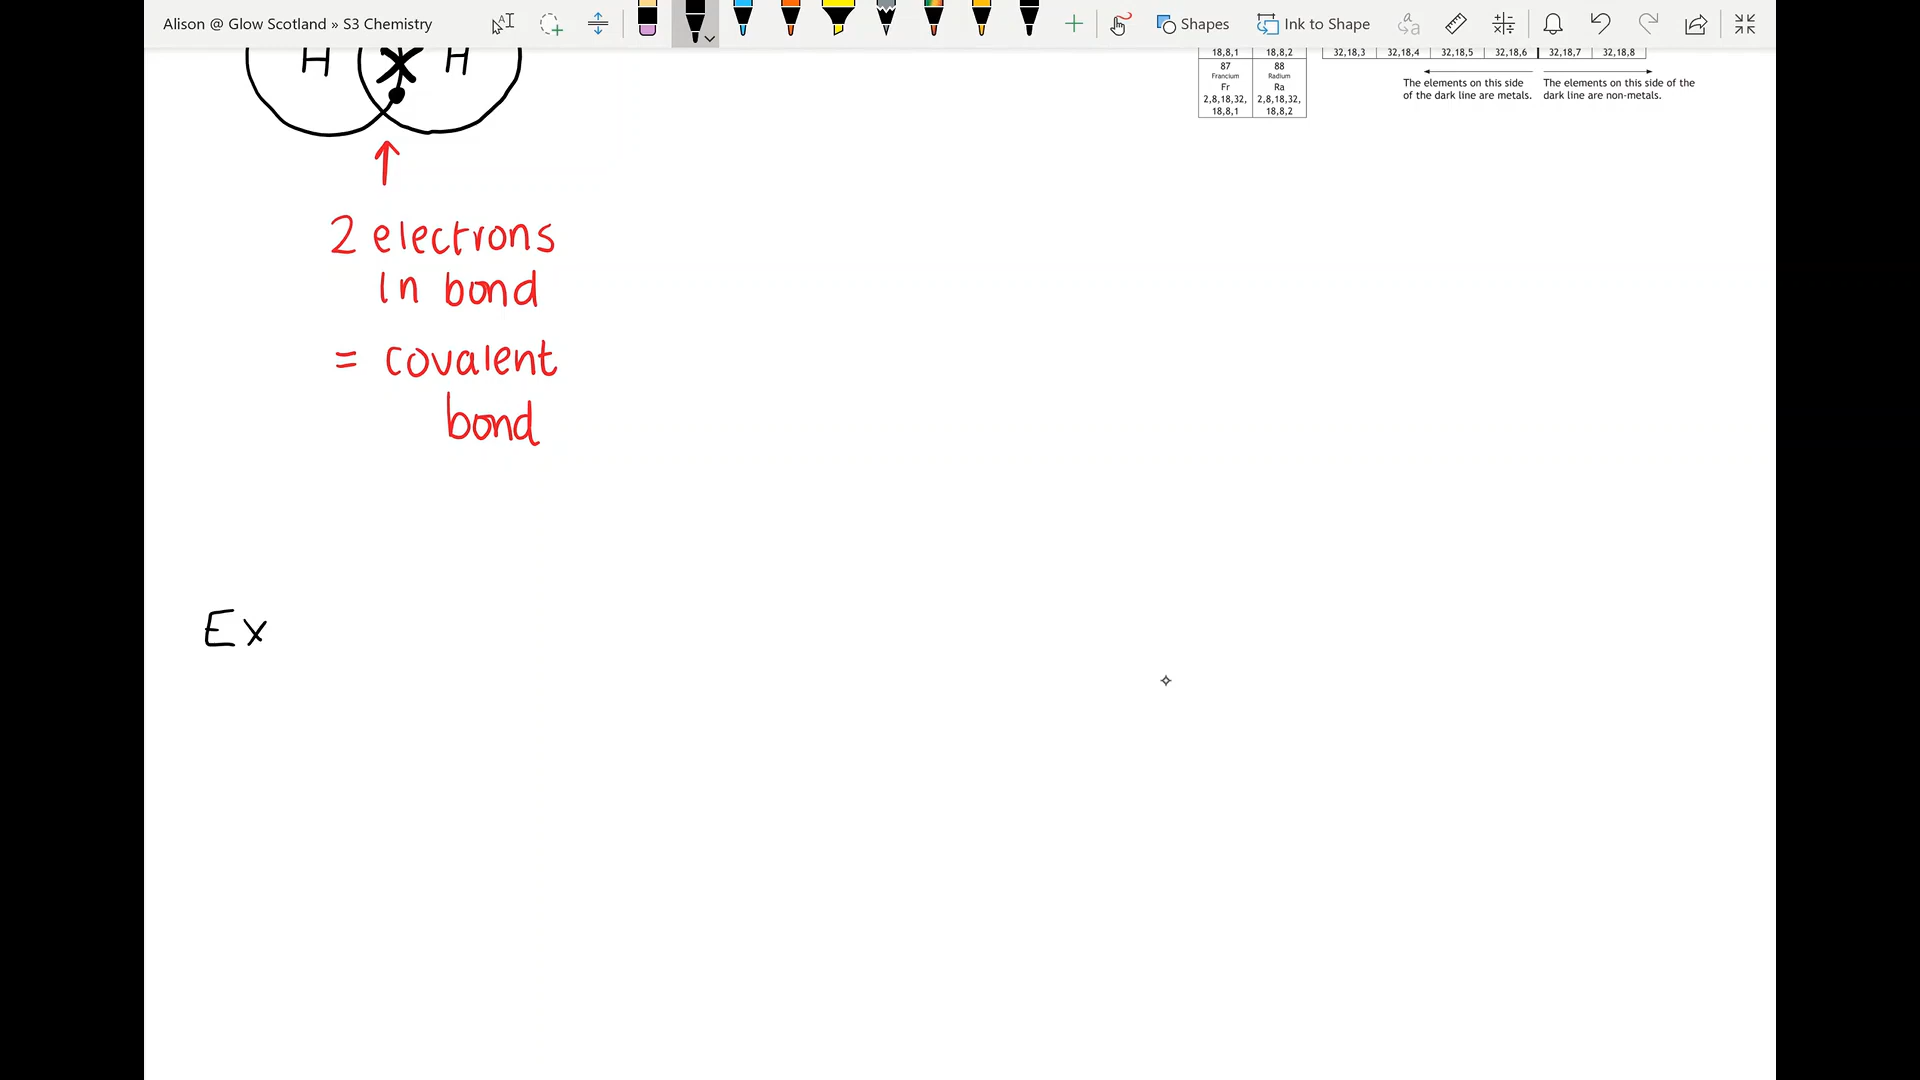 Alison @ Glow Scotland » S3 Chemistry
Shapes
Ink to Shape
H H
18,8,1 18,8,2 32,18,3 32,18,4 32,18,5 32,18,6 32,18,7 32,18,8
87 88
Francium Radium
Fr Ra
2,8,18,32, 2,8,18,32,
18,8,1 18,8,2
The elements on this side
of the dark line are metals.
The elements on this side of the
dark line are non-metals.
2 electrons
in bond
= covalent
bond
Ex